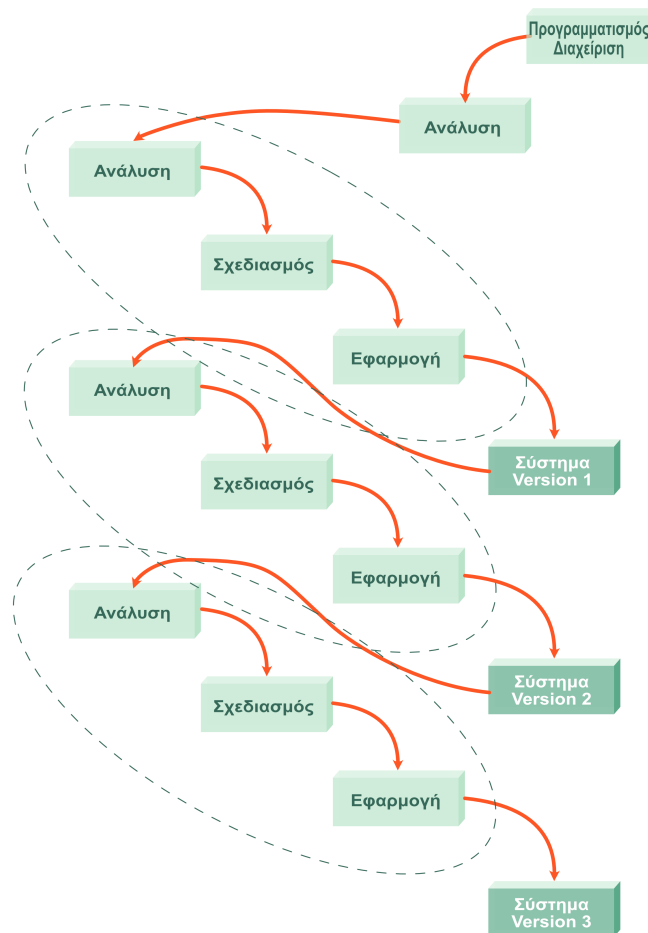 Προγραμματισμός
Διαχείριση
Ανάλυση
Ανάλυση
Σχεδιασμός
Εφαρμογή
Ανάλυση
Σύστημα
Version 1
Σχεδιασμός
Εφαρμογή
Ανάλυση
Σύστημα
Version 2
Σχεδιασμός
Εφαρμογή
Σύστημα
Version 3